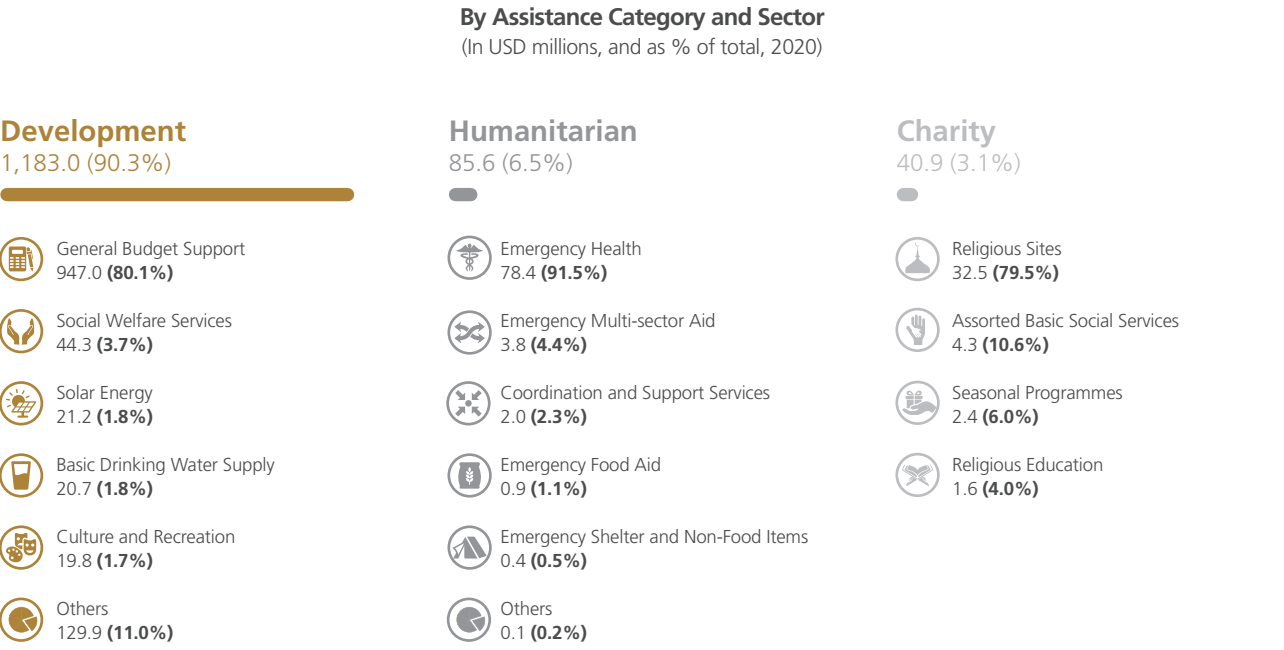 By Assistance Category and Sector
(In USD millions, and as % of total, 2020)
Development
1,183.0 (90.3%)
General Budget Support
947.0 (80.1%)
Social Welfare Services
44.3 (3.7%)
Solar Energy
21.2 (1.8%)
Basic Drinking Water Supply
20.7 (1.8%)
Culture and Recreation
19.8 (1.7%)
Others
129.9 (11.0%)
Humanitarian
85.6 (6.5%)
Emergency Health
78.4 (91.5%)
Emergency Multi-sector Aid
3.8 (4.4%)
Coordination and Support Services
2.0 (2.3%)
Emergency Food Aid
0.9 (1.1%)
Emergency Shelter and Non-Food Items
0.4 (0.5%)
Others
0.1 (0.2%)
Charity
40.9 (3.1%)
Religious Sites
32.5 (79.5%)
Assorted Basic Social Services
4.3 (10.6%)
Seasonal Programmes
2.4 (6.0%)
Religious Education
1.6 (4.0%)